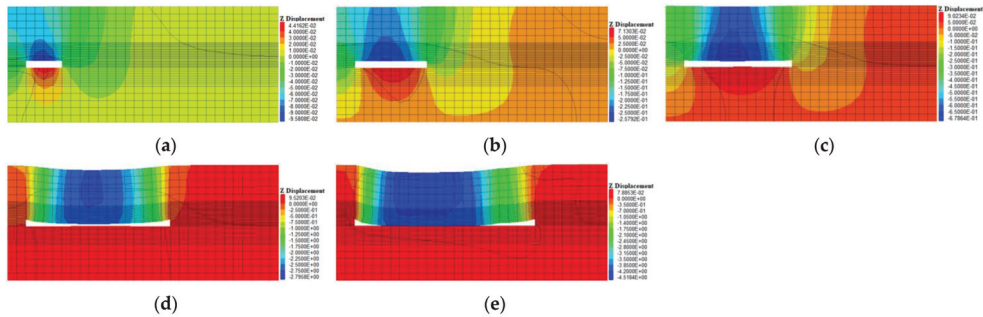 Z Displacement
4.4162E-02
4.0000E-02
3.0000E-02
2.0000E-02
1.0000E-02
0.0000E+00
-1.0000E-02
-2.0000E-02
-3.0000E-02
-4.0000E-02
-5.0000E-02
-6.0000E-02
-7.0000E-02
-8.0000E-02
-9.0000E-02
-9.5808E-02
(a)
Z Displacement
7.1303E-02
5.0000E-02
2.5000E-02
0.0000E+00
-2.5000E-02
-5.0000E-02
-7.5000E-02
-1.0000E-01
-1.2500E-01
-1.5000E-01
-1.7500E-01
-2.0000E-01
-2.2500E-01
-2.5000E-01
-2.5792E-01
(b)
Z Displacement
9.0234E-02
5.0000E-02
0.0000E+00
-5.0000E-02
-1.0000E-01
-1.5000E-01
-2.0000E-01
-2.5000E-01
-3.0000E-01
-3.5000E-01
-4.0000E-01
-4.5000E-01
-5.0000E-01
-5.5000E-01
-6.0000E-01
-6.5000E-01
-6.7864E-01
(c)
Z Displacement
9.5203E-02
0.0000E+00
-2.5000E-01
-5.0000E-01
-7.5000E-01
-1.0000E+00
-1.2500E+00
-1.5000E+00
-1.7500E+00
-2.0000E+00
-2.2500E+00
-2.5000E+00
-2.7500E+00
-2.7958E+00
(d)
Z Displacement
7.8853E-02
0.0000E+00
-3.5000E-01
-7.0000E-01
-1.0500E+00
-1.4000E+00
-1.7500E+00
-2.1000E+00
-2.4500E+00
-2.8000E+00
-3.1500E+00
-3.5000E+00
-3.8500E+00
-4.2000E+00
-4.5184E+00
(e)